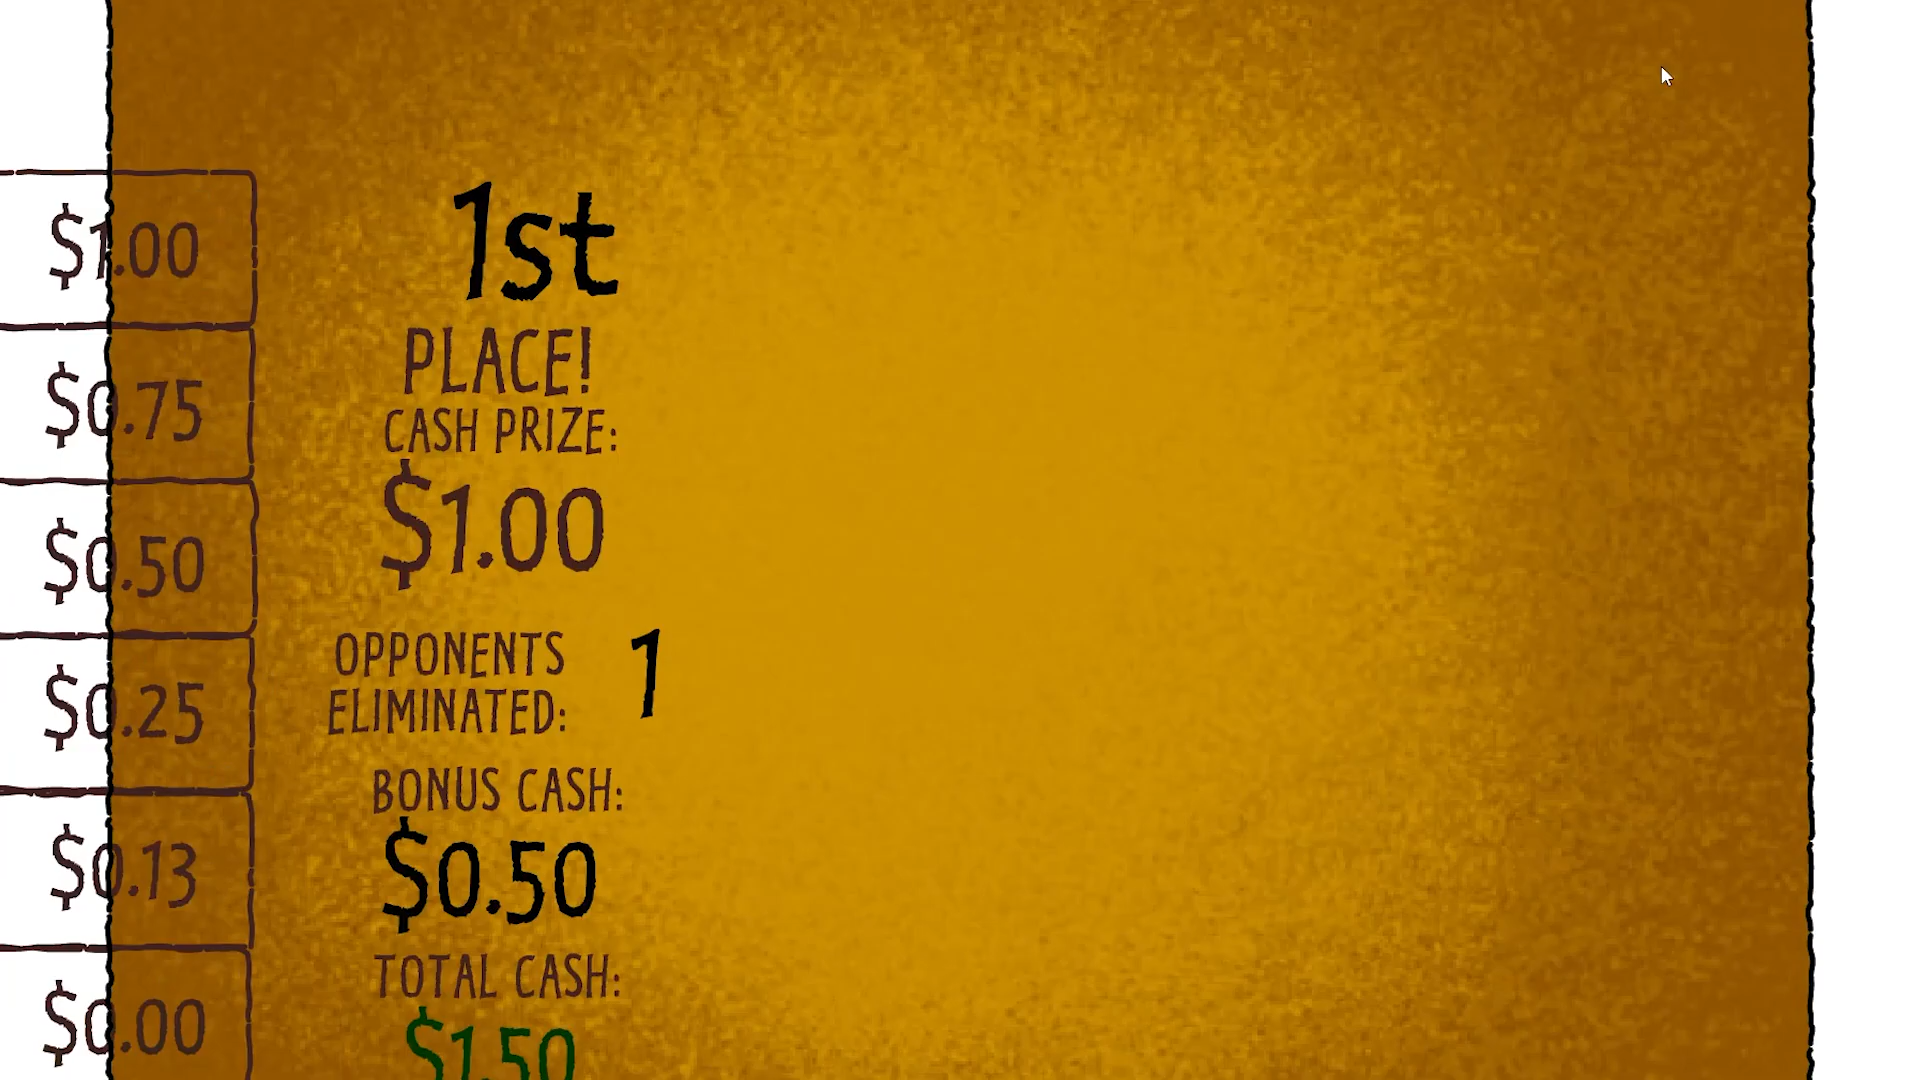 $1.00
$0.75
$0.50
$0.25
$0.13
$0.00
1st
PLACE!
CASH PRIZE:
$1.00
OPPONENTS
ELIMINATED:
1
BONUS CASH:
$0.50
TOTAL CASH:
$1.50